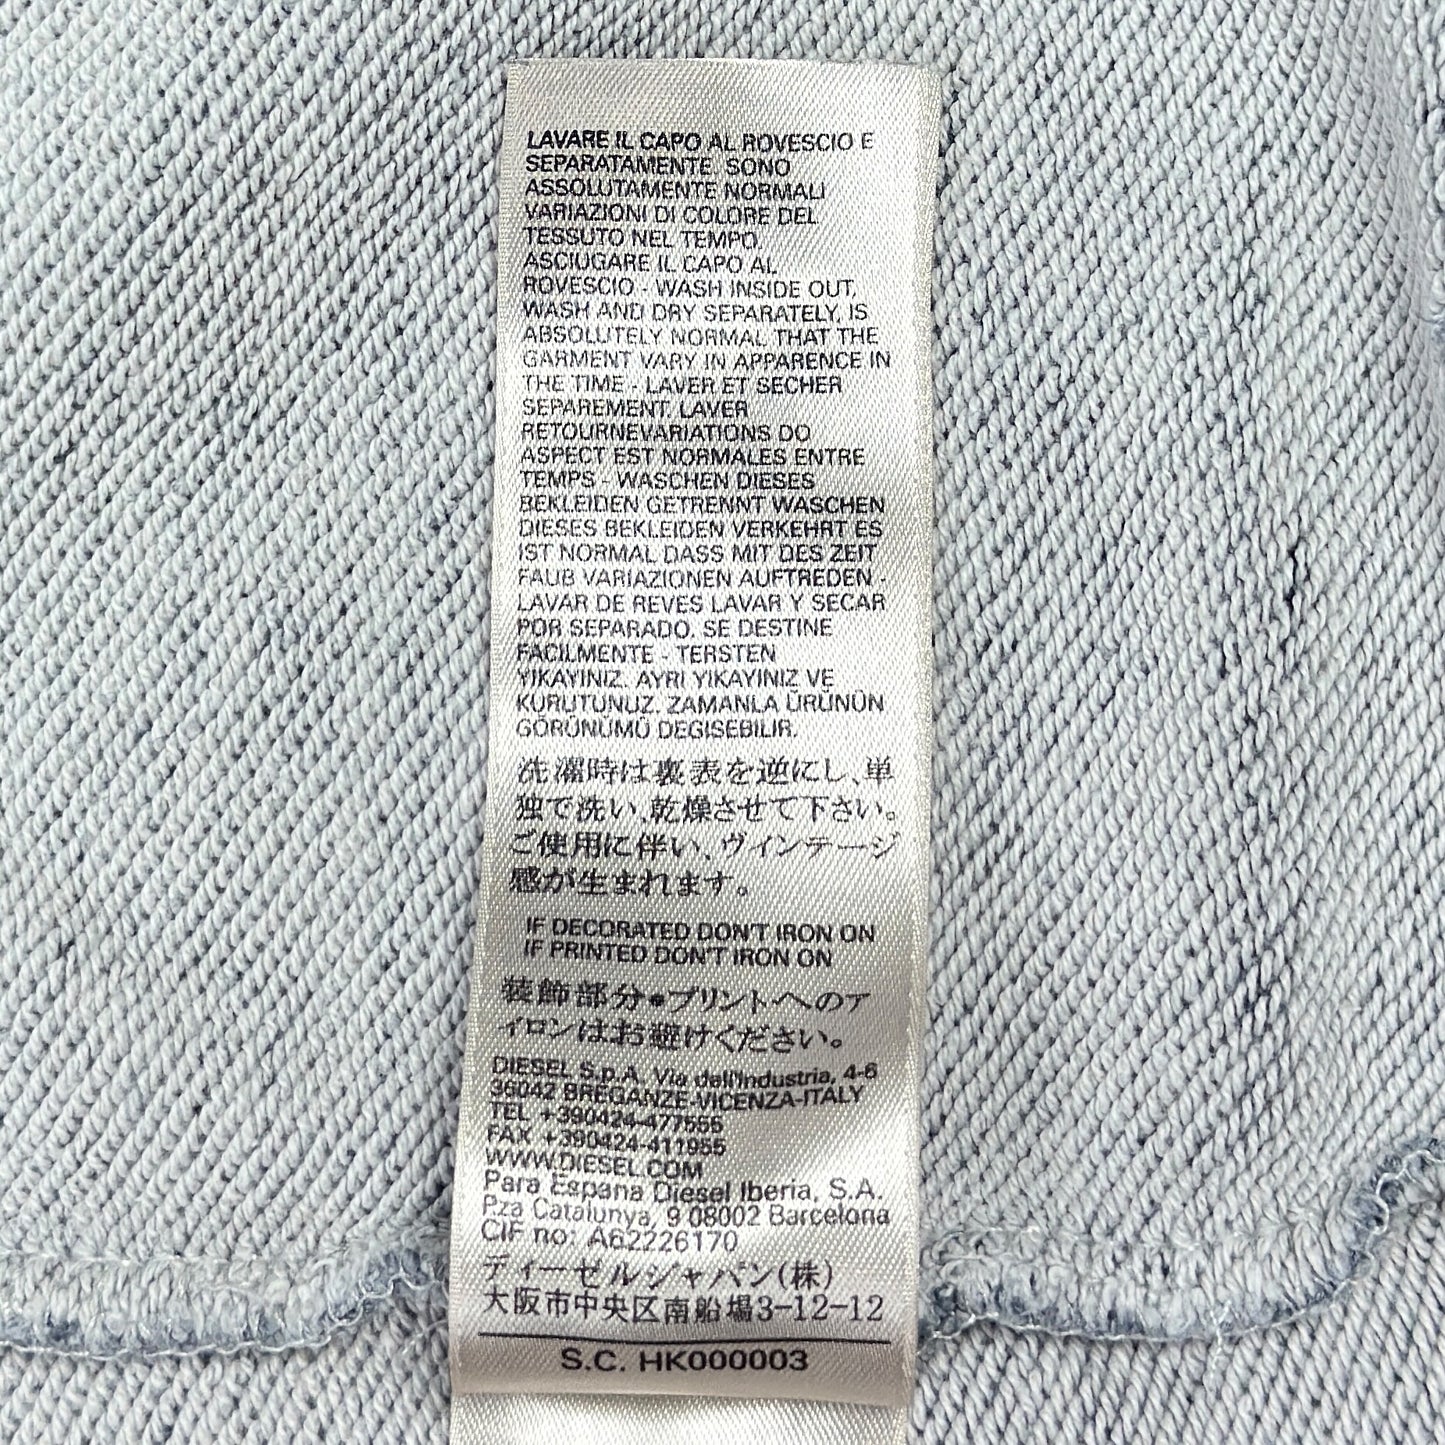 LAVARE IL CAPO AL ROVESCIO E
SEPARATAMENTE. SONO
ASSOLUTAMENTE NORMALI
VARIAZIONI DI COLORE DEL
TESSUTO NEL TEMPO.
ASCIUGARE IL CAPO AL
ROVESCIO - WASH INSIDE OUT,
WASH AND DRY SEPARATELY. IS
ABSOLUTELY NORMAL THAT THE
GARMENT VARY IN APPARENCE IN
THE TIME - LAVER ET SECHER
SEPAREMENT. LAVER
RETOURNEVARIATIONS DO
ASPECT EST NORMALES ENTRE
TEMPS - WASCHEN DIESES
BEKLEIDEN GETRENNT WASCHEN
DIESES BEKLEIDEN VERKEHRT ES
IST NORMAL DASS MIT DES ZEIT
FAUB VARIAZIONEN AUFTREDEN -
LAVAR DE REVES LAVAR Y SECAR
POR SEPARADO. SE DESTINE
FACILMENTE - TERSTEN
YIKAYINIZ. AYRI YIKAYINIZ VE
KURUTUNUZ. ZAMANLA ÜRÜNÜN
GÖRÜNÜMÜ DEGISEBILIR.
洗濯時は裏表を逆にし、単
独で洗い、乾燥させて下さい。
ご使用に伴い、ヴィンテージ
感が生まれます。
IF DECORATED DON'T IRON ON
IF PRINTED DON'T IRON ON
装飾部分●プリントへのア
イロンはお避けください。
DIESEL S.p.A. Via dell'Industria, 4-6
36042 BREGANZE-VICENZA-ITALY
TEL +390424-477555
FAX +390424-411955
WWW.DIESEL.COM
Para Espana Diesel Iberia, S.A.
P.za Catalunya, 9 08002 Barcelona
CIF no: A62226170
ディーゼルジャパン(株)
大阪市中央区南船場3-12-12
S.C. HK000003